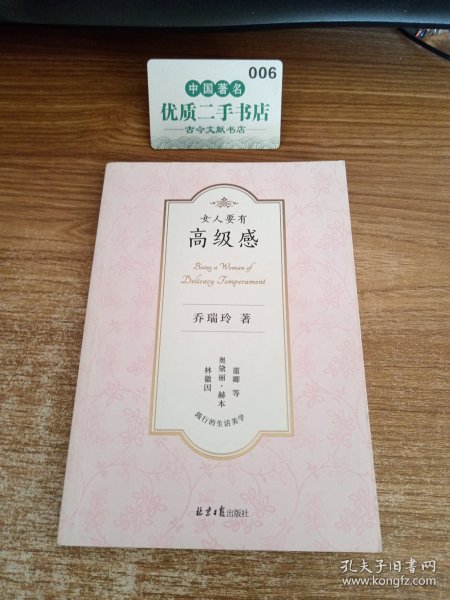 006
中国著名
优质二手书店
古今文献书店
女人要有
高级感
Being a Woman of
Delicacy Temperament
乔瑞玲 著
董卿 等
奥黛丽·赫本
林徽因
践行的生活美学
北京日报出版社
孔夫子旧书网
www.kongfz.com